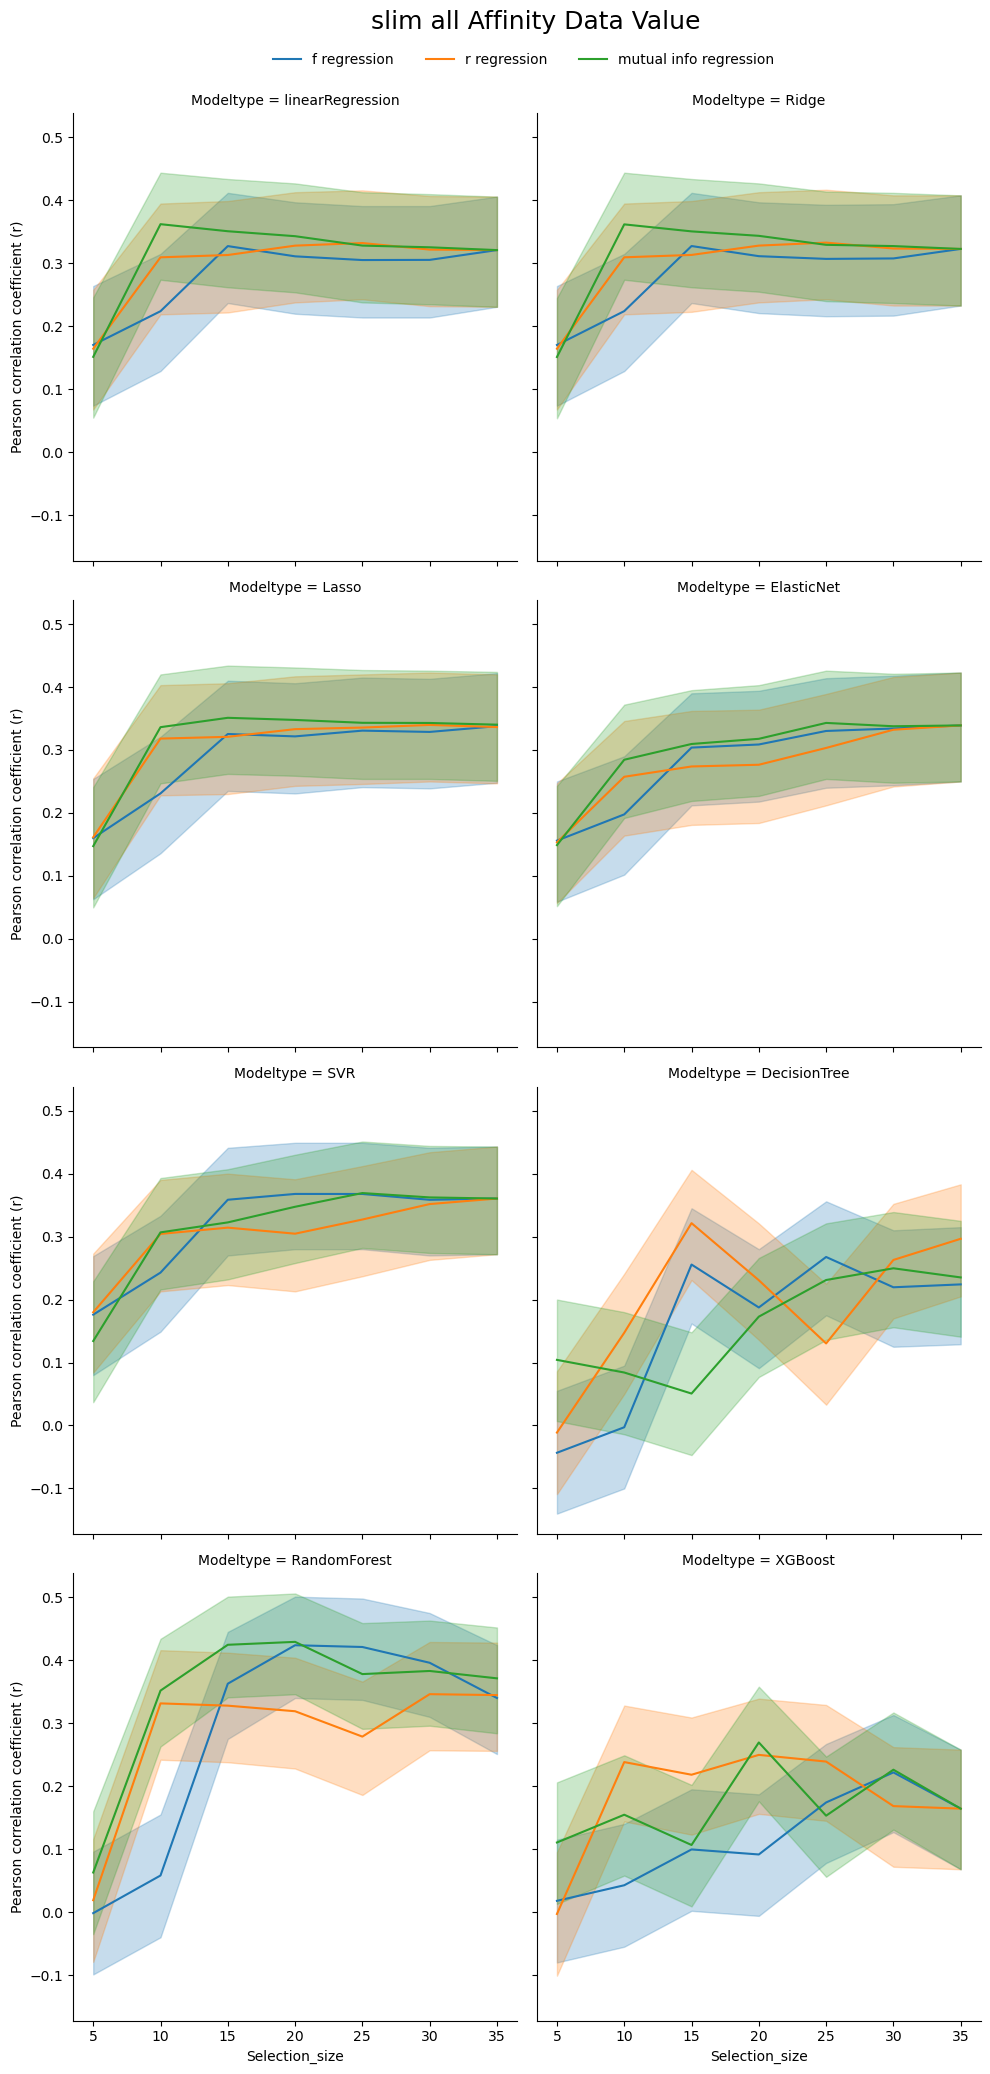 slim all Affinity Data Value
f regression r regression mutual info regression
Modeltype = linearRegression Modeltype = Ridge
0.5
0.4
0.3
0.2
0.1
0.0
−0.1
Pearson correlation coefficient (r)
Modeltype = Lasso Modeltype = ElasticNet
0.5
0.4
0.3
0.2
0.1
0.0
−0.1
Pearson correlation coefficient (r)
Modeltype = SVR Modeltype = DecisionTree
0.5
0.4
0.3
0.2
0.1
0.0
−0.1
Pearson correlation coefficient (r)
Modeltype = RandomForest Modeltype = XGBoost
0.5
0.4
0.3
0.2
0.1
0.0
−0.1
Pearson correlation coefficient (r)
5 10 15 20 25 30 35 5 10 15 20 25 30 35
Selection_size Selection_size